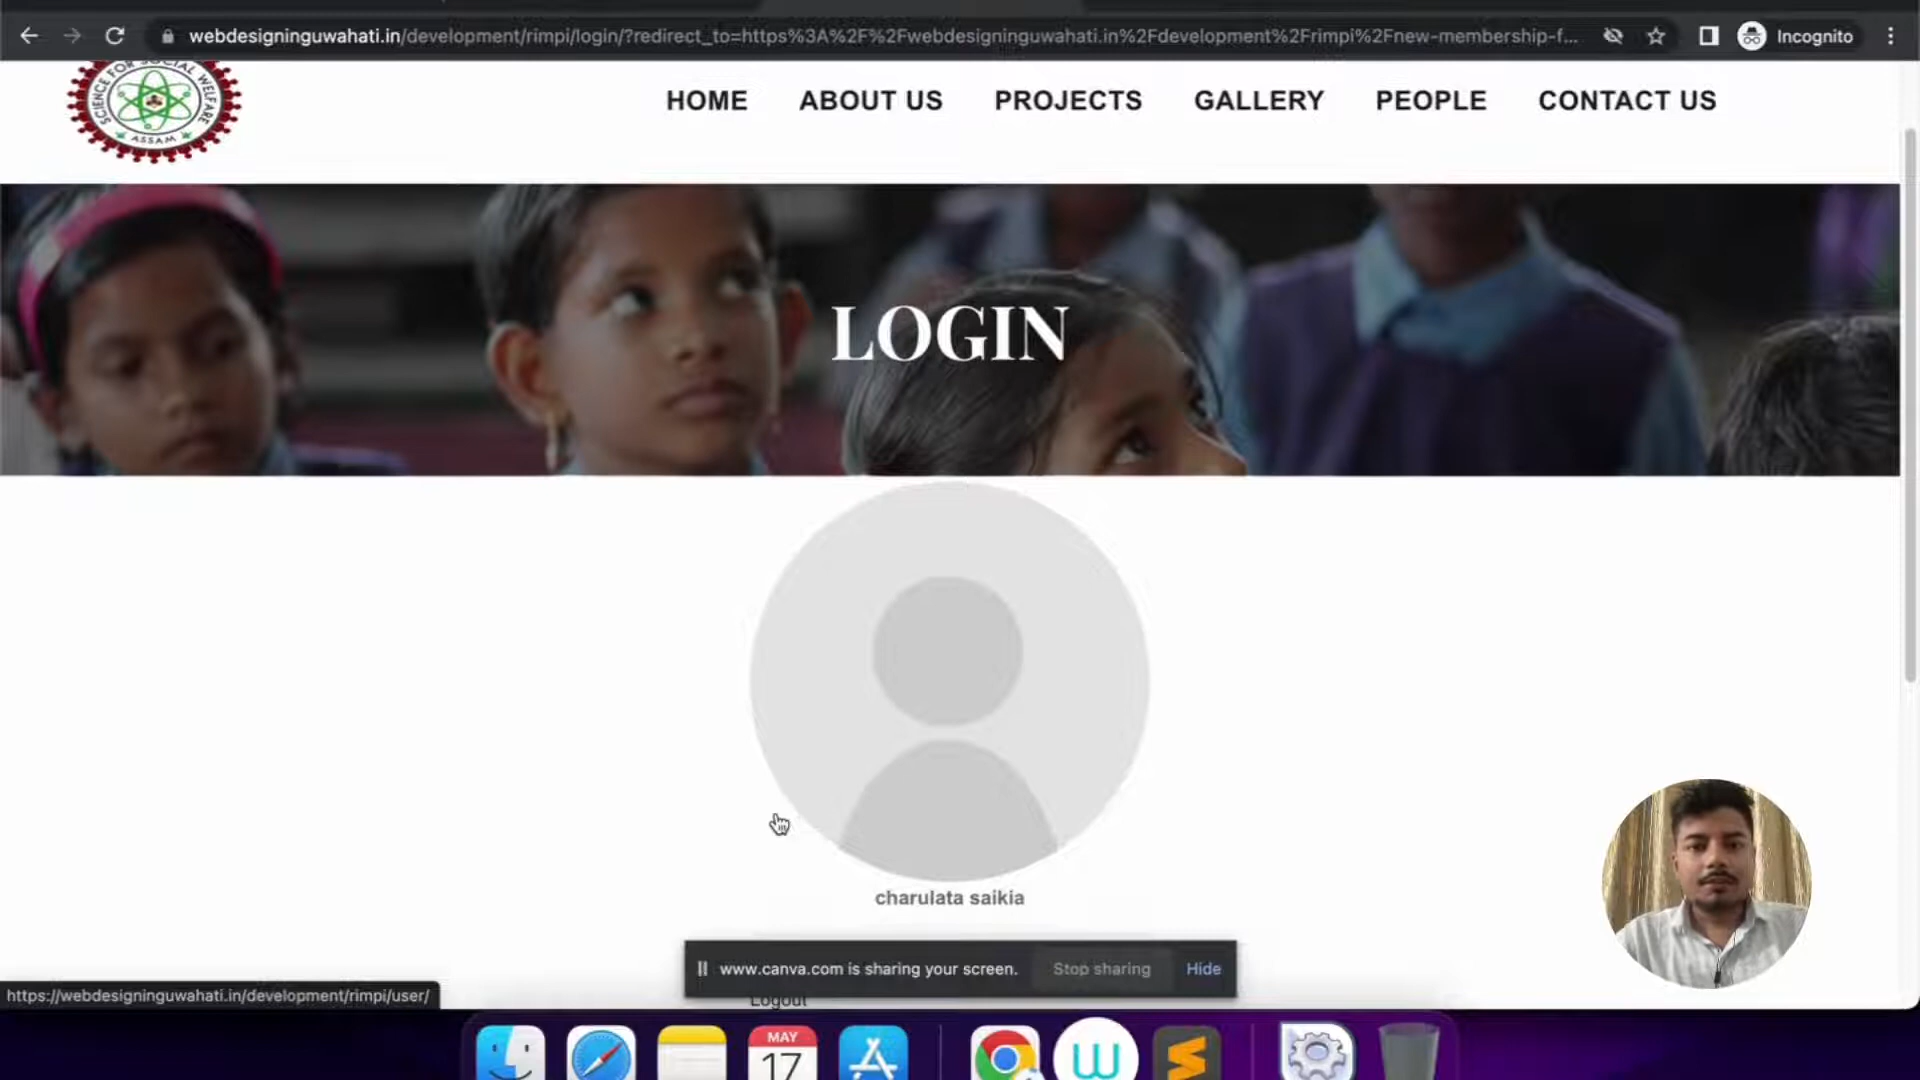 webdesigninguwahati.in/development/rimpi/login/?redirect_to=https%3A%2F%2Fwebdesigninguwahati.in%2Fdevelopment%2Frimpi%2Fnew-membership-f...
Incognito
SCIENCE FOR SOCIAL WELFARE
ASSAM
HOME ABOUT US PROJECTS GALLERY PEOPLE CONTACT US
LOGIN
charulata saikia
www.canva.com is sharing your screen. Stop sharing Hide
https://webdesigninguwahati.in/development/rimpi/user/
Logout
MAY
17